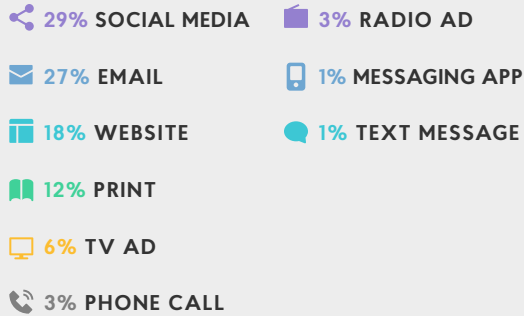 29% SOCIAL MEDIA
27% EMAIL
18% WEBSITE
12% PRINT
6% TV AD
3% PHONE CALL
3% RADIO AD
1% MESSAGING APP
1% TEXT MESSAGE